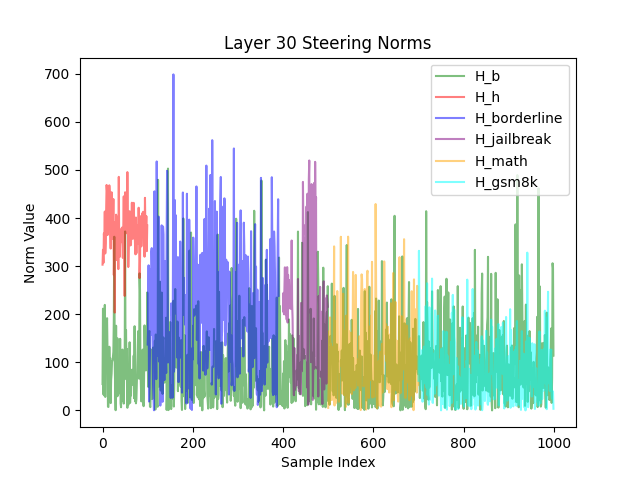 Layer 30 Steering Norms
H_b
H_h
H_borderline
H_jailbreak
H_math
H_gsm8k
700
600
500
400
300
200
100
0
Norm Value
0
200
400
600
800
1000
Sample Index